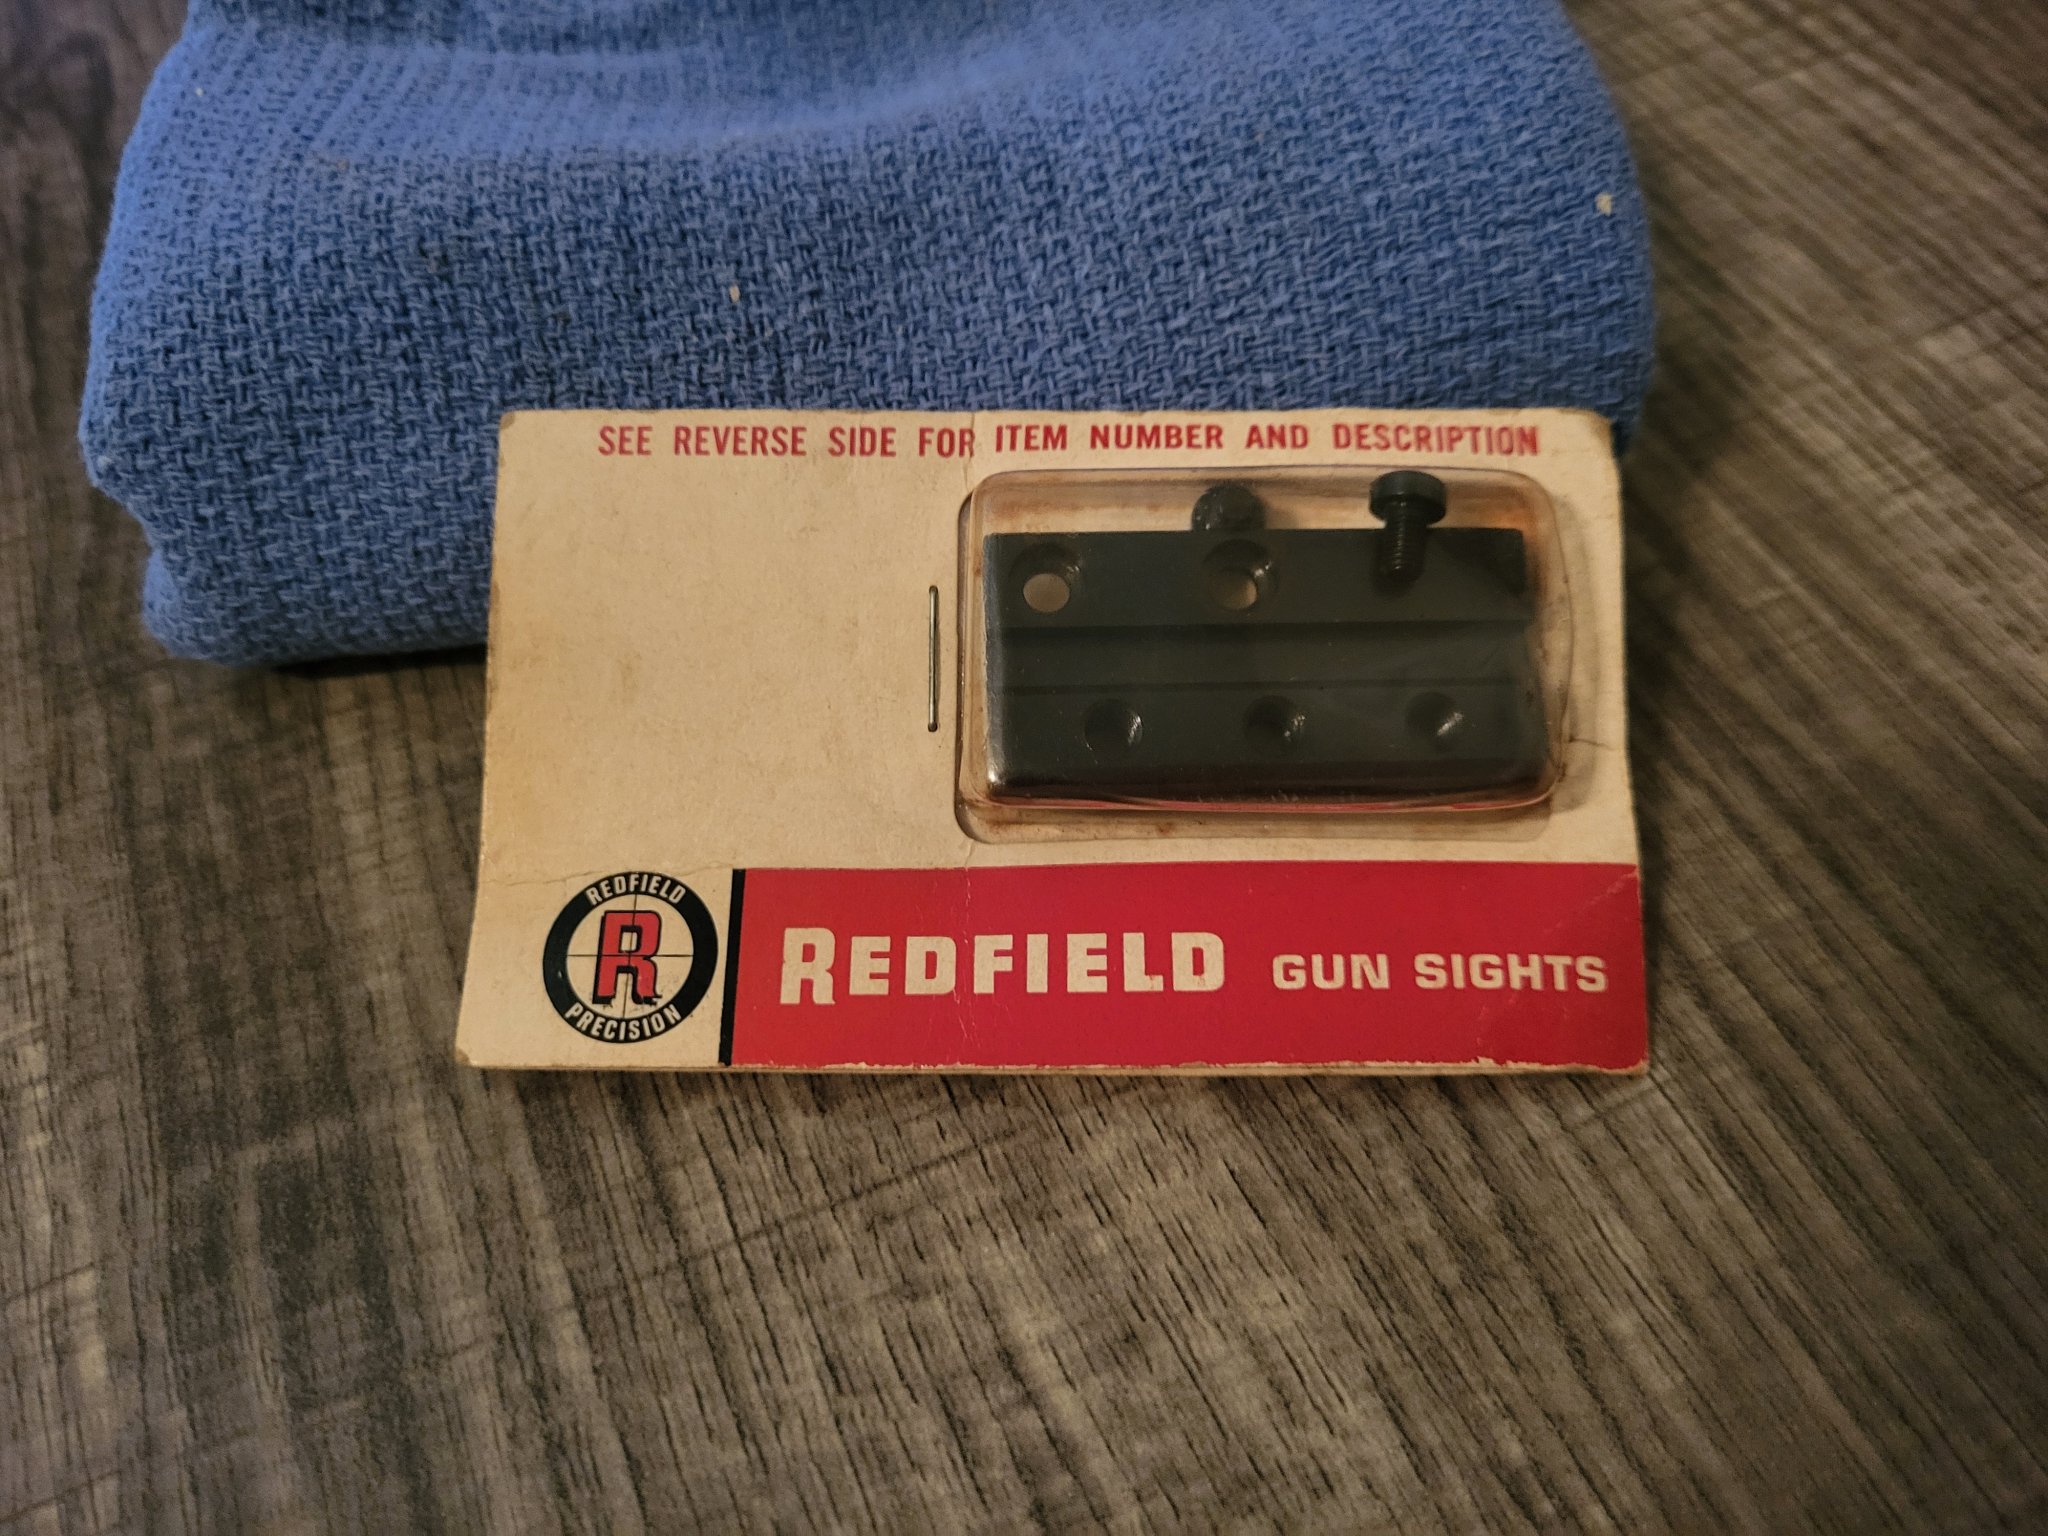 SEE REVERSE SIDE FOR ITEM NUMBER AND DESCRIPTION
REDFIELD
R
PRECISION
REDFIELD GUN SIGHTS